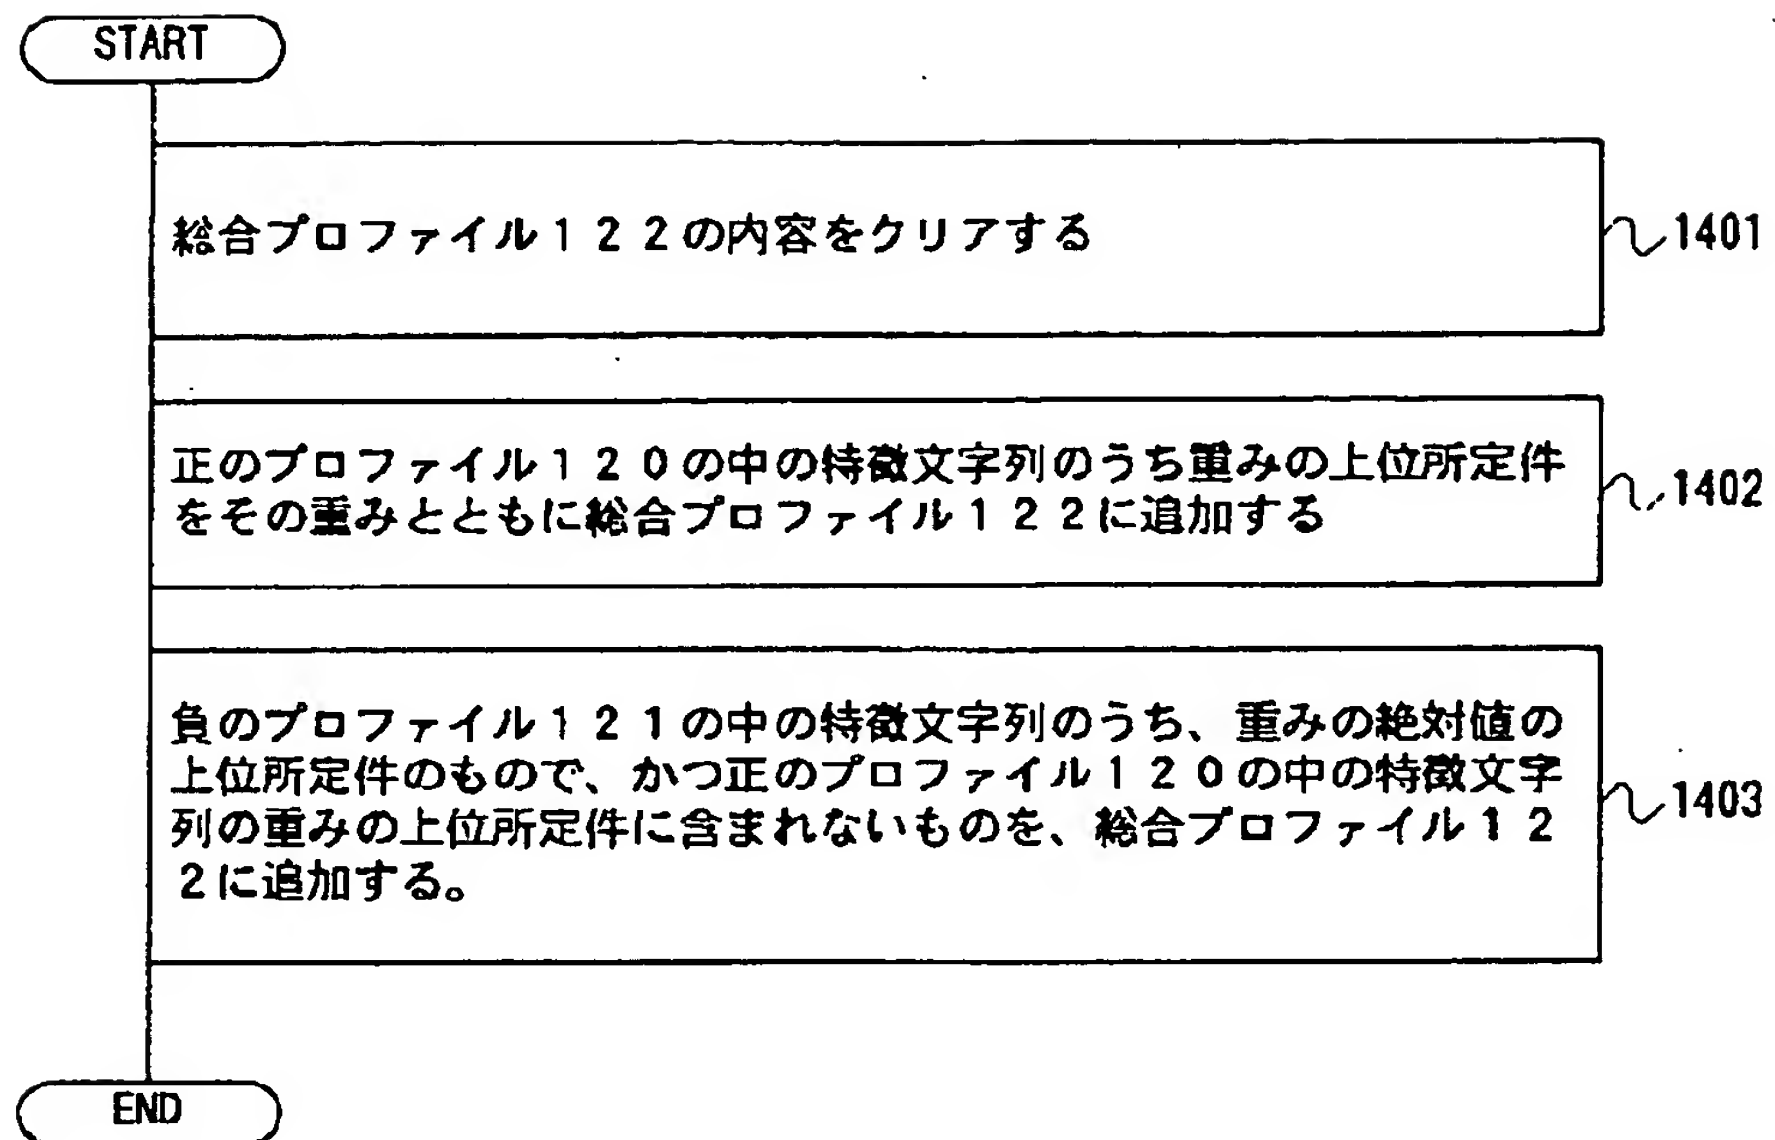 START
総合プロファイル122の内容をクリアする
1401
正のプロファイル120の中の特徴文字列のうち重みの上位所定件
をその重みとともに総合プロファイル122に追加する
1402
負のプロファイル121の中の特徴文字列のうち、重みの絶対値の
上位所定件のもので、かつ正のプロファイル120の中の特徴文字
列の重みの上位所定件に含まれないものを、総合プロファイル12
2に追加する。
1403
END